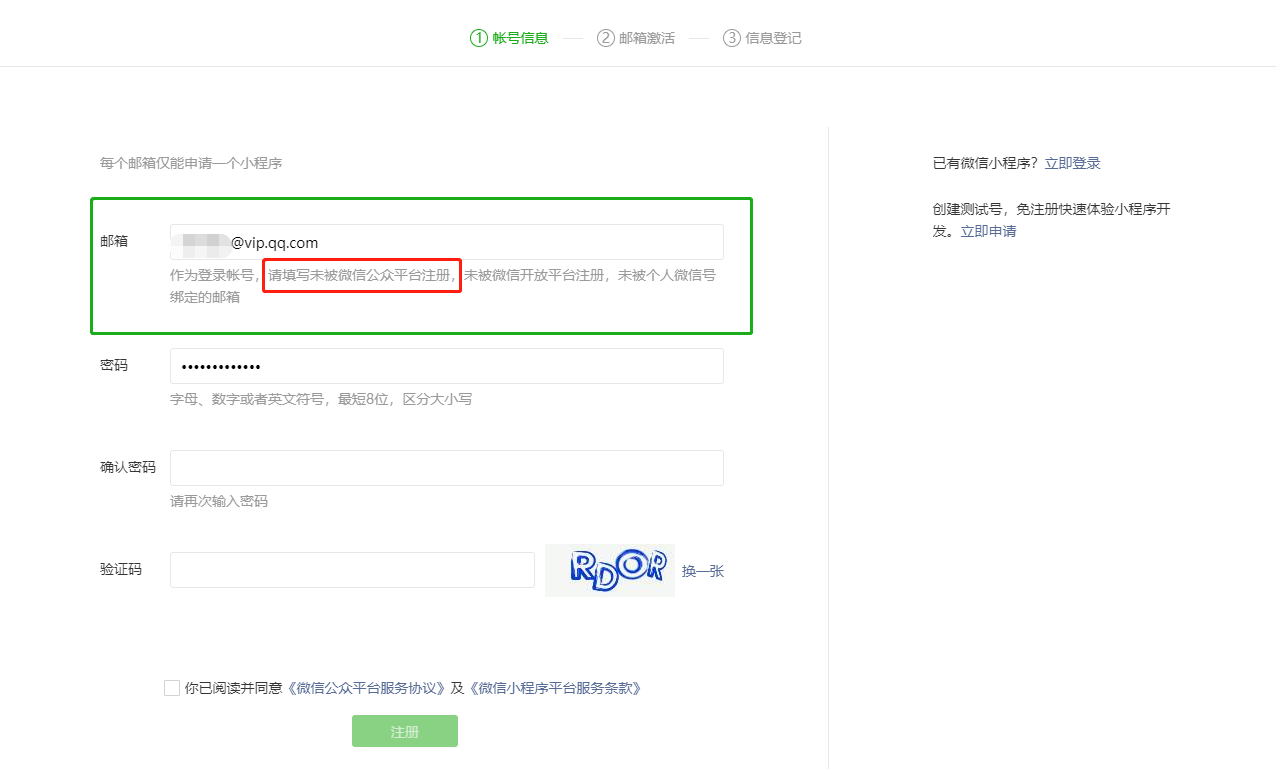 ① 帐号信息 ② 邮箱激活 ③ 信息登记
每个邮箱仅能申请一个小程序
邮箱
@vip.qq.com
作为登录帐号，请填写未被微信公众平台注册，未被微信开放平台注册，未被个人微信号
绑定的邮箱
密码
•••••••••••••
字母、数字或者英文符号，最短8位，区分大小写
确认密码
请再次输入密码
验证码
RDOR
换一张
你已阅读并同意《微信公众平台服务协议》及《微信小程序平台服务条款》
注册
已有微信小程序？立即登录
创建测试号，免注册快速体验小程序开
发。立即申请